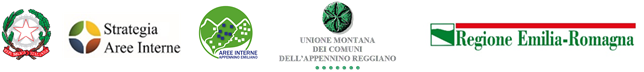 Strategia
Aree Interne
AREE INTERNE
APPENNINO EMILIANO
UNIONE MONTANA
DEI COMUNI
DELL'APPENNINO REGGIANO
Regione Emilia-Romagna